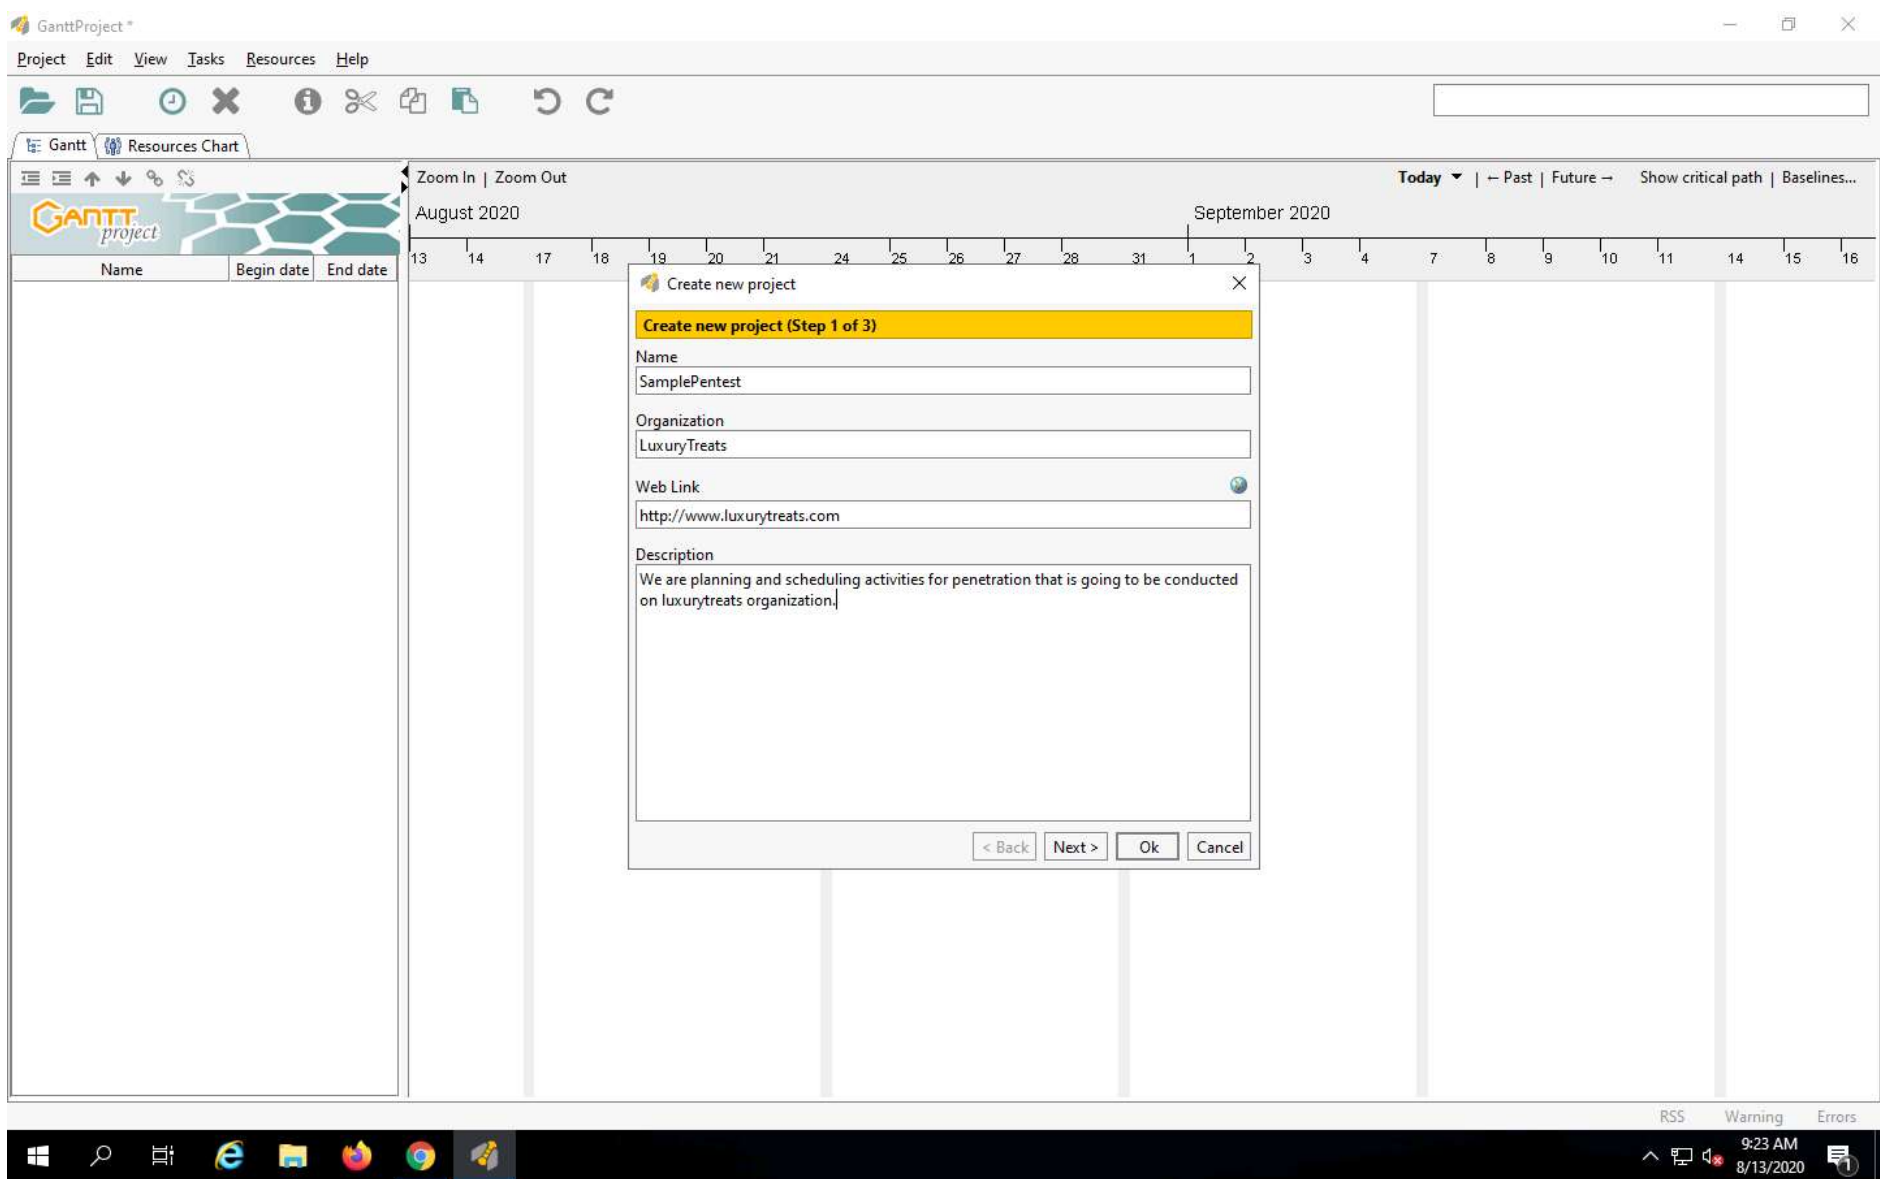 GanttProject *
Project Edit View Tasks Resources Help
Gantt Resources Chart
Zoom In | Zoom Out Today | ← Past | Future → Show critical path | Baselines...
GANTT project
August 2020 September 2020
Name Begin date End date
13 14 17 18 19 20 21 24 25 26 27 28 31 1 2 3 4 7 8 9 10 11 14 15 16
Create new project
Create new project (Step 1 of 3)
Name
SamplePentest
Organization
LuxuryTreats
Web Link
http://www.luxurytreats.com
Description
We are planning and scheduling activities for penetration that is going to be conducted
on luxurytreats organization.
< Back Next > Ok Cancel
RSS Warning Errors
9:23 AM
8/13/2020
1